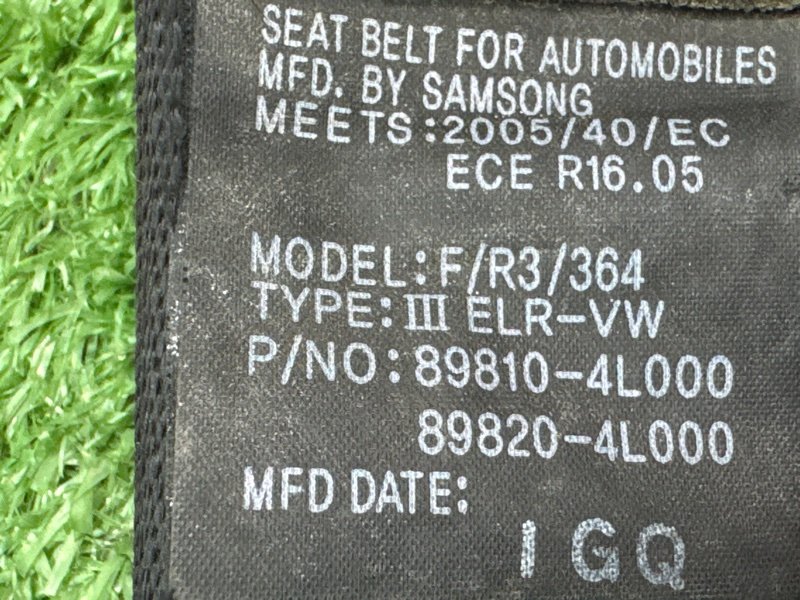 SEAT BELT FOR AUTOMOBILES
MFD. BY SAMSONG
MEETS:2005/40/EC
ECE R16.05
MODEL:F/R3/364
TYPE:III ELR-VW
P/NO:89810-4L000
89820-4L000
MFD DATE:
IGQ